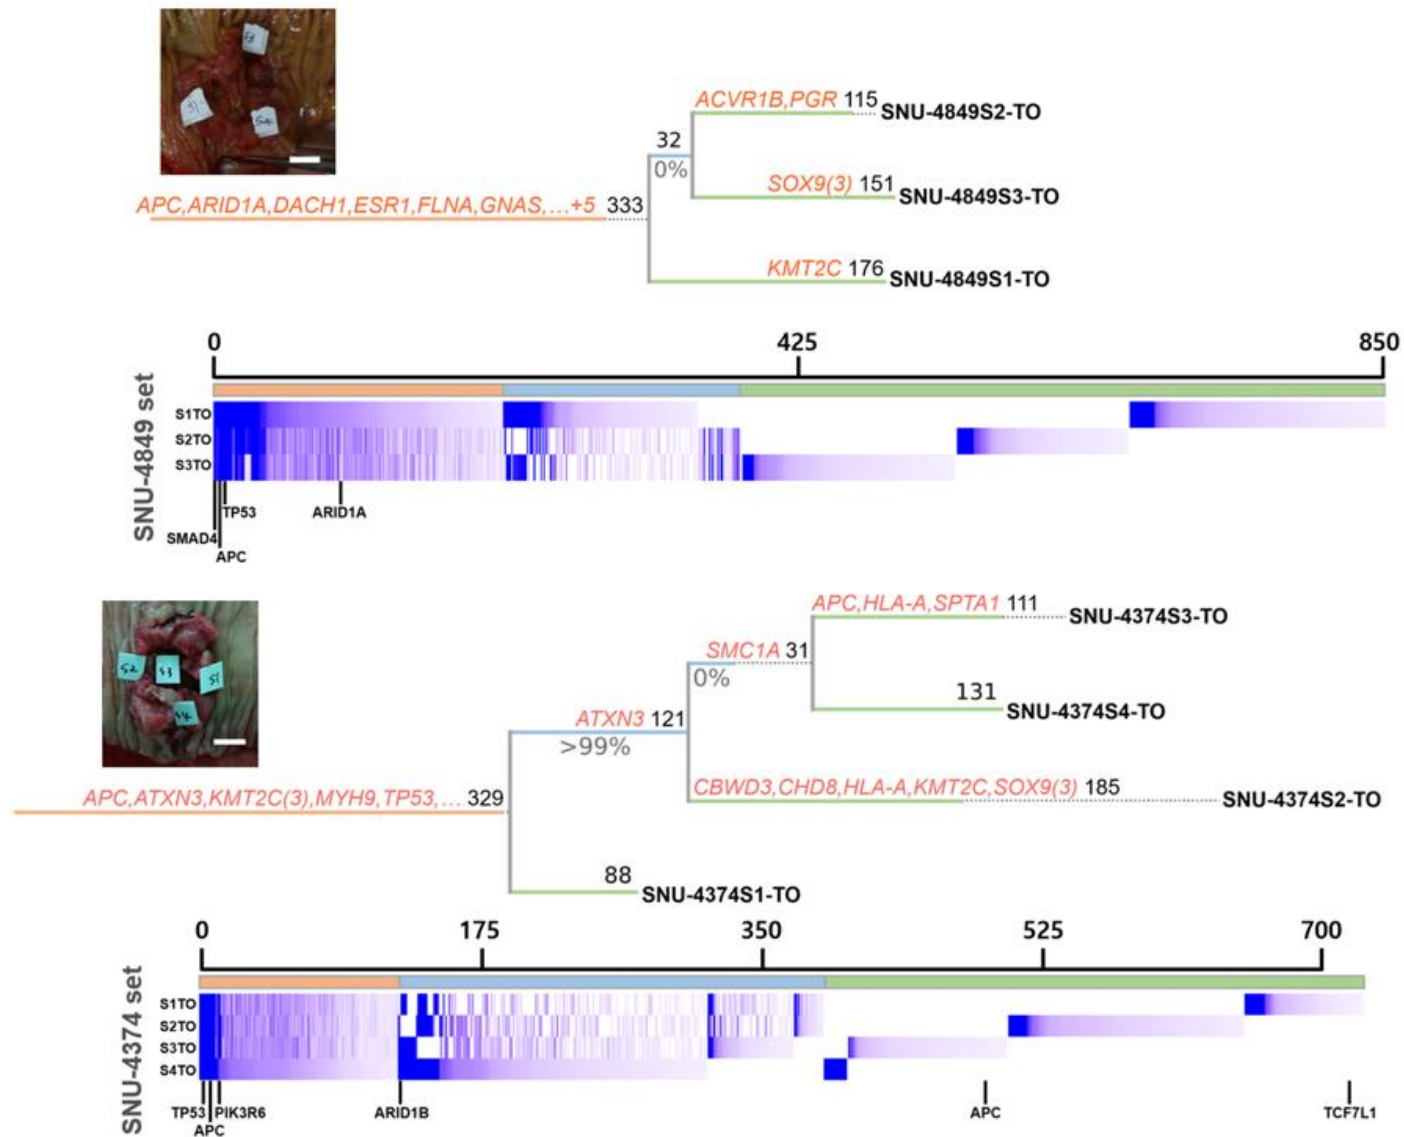 ACVR1B,PGR 115 SNU-4849S2-TO
32
0%
SOX9(3) 151 SNU-4849S3-TO
APC,ARID1A,DACH1,ESR1,FLNA,GNAS,...+5 333
KMT2C 176 SNU-4849S1-TO
0 425 850
SNU-4849 set
S1TO
S2TO
S3TO
TP53 ARID1A
SMAD4
APC
S2 S3 S1
APC,HLA-A,SPTA1 111 SNU-4374S3-TO
SMC1A 31
0%
131 SNU-4374S4-TO
ATXN3 121
>99%
CBWD3,CHD8,HLA-A,KMT2C,SOX9(3) 185 SNU-4374S2-TO
APC,ATXN3,KMT2C(3),MYH9,TP53,... 329
88 SNU-4374S1-TO
0 175 350 525 700
SNU-4374 set
S1TO
S2TO
S3TO
S4TO
TP53 PIK3R6 ARID1B APC TCF7L1
APC